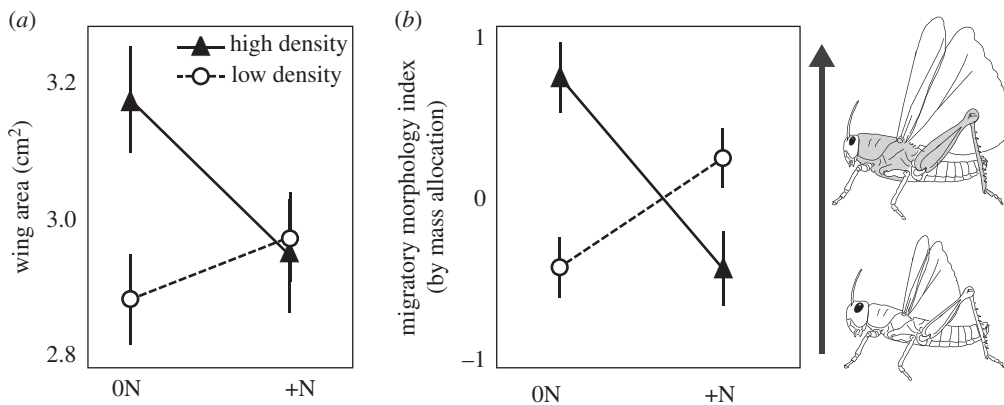 (a)
high density
low density
wing area (cm²)
3.2
3.0
2.8
0N
+N
(b)
migratory morphology index
(by mass allocation)
1
0
–1
0N
+N